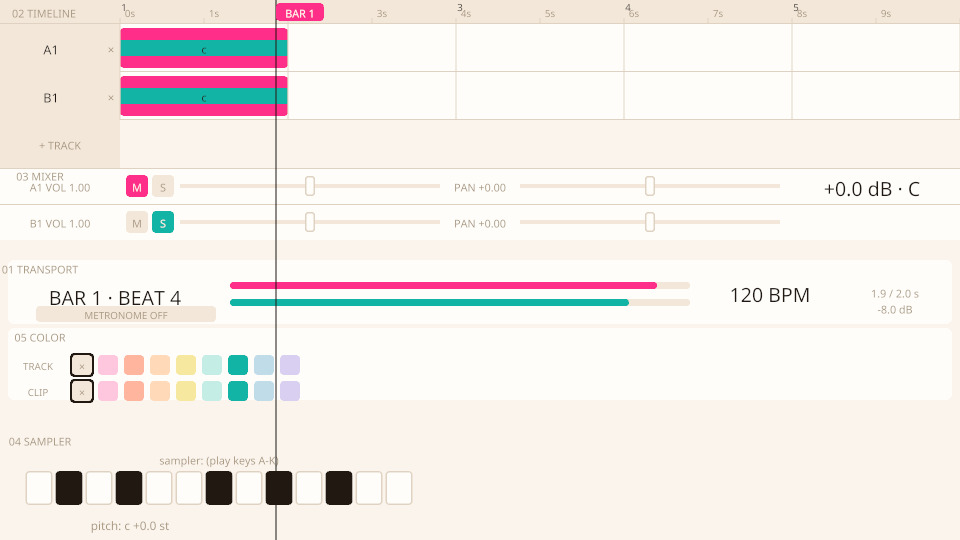 02 TIMELINE
1
0s
1s
BAR 1
3s
3
4s
5s
4
6s
7s
5
8s
9s
A1 × c
B1 × c
+ TRACK
03 MIXER
A1 VOL 1.00 M S PAN +0.00 +0.0 dB · C
B1 VOL 1.00 M S PAN +0.00
01 TRANSPORT
BAR 1 · BEAT 4 120 BPM
METRONOME OFF
1.9 / 2.0 s
-8.0 dB
05 COLOR
TRACK ×
CLIP ×
04 SAMPLER
sampler: (play keys A-K)
pitch: c +0.0 st